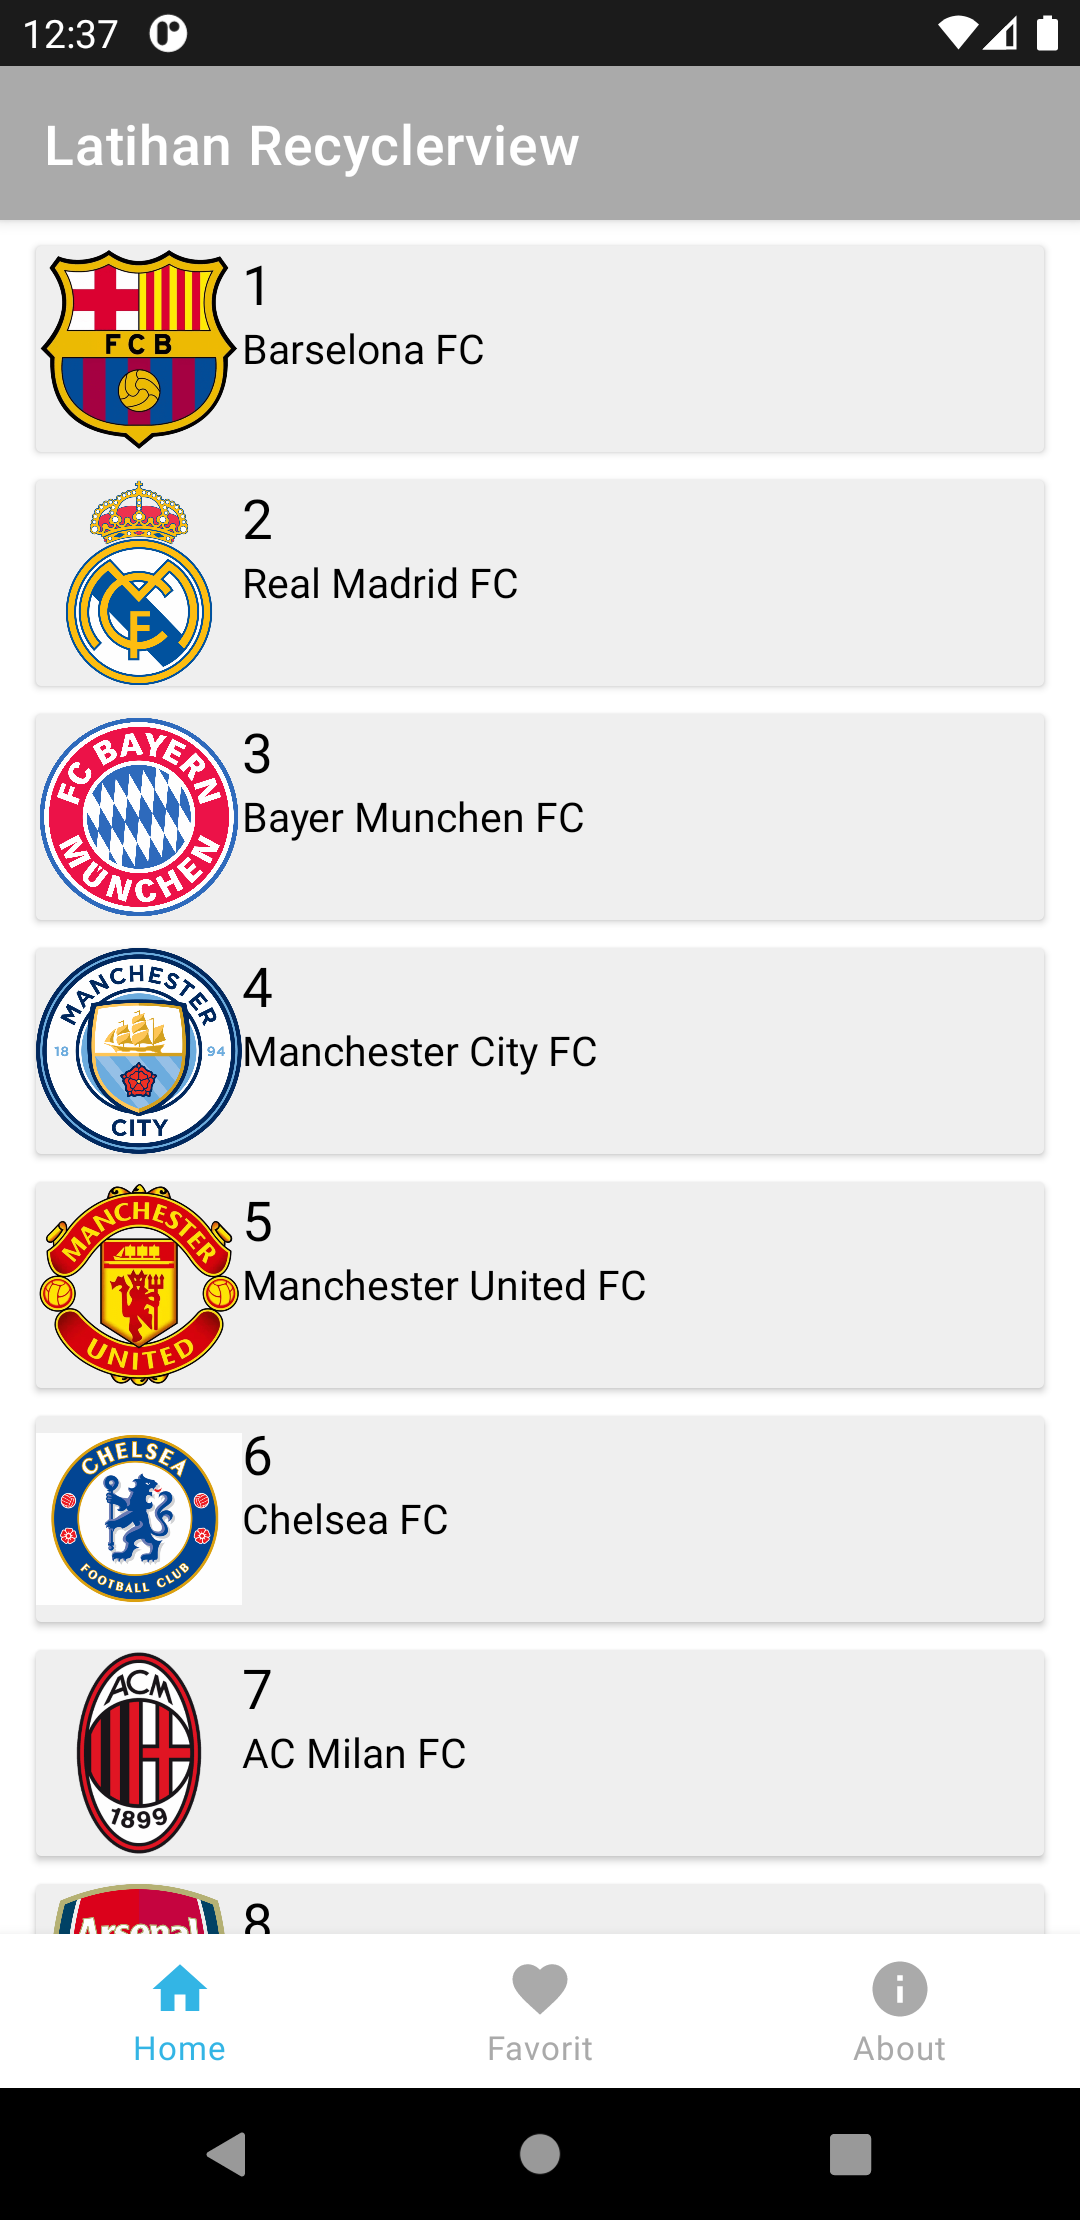 12:37
Latihan Recyclerview
FCB
1
Barselona FC
2
Real Madrid FC
FC BAYERN
MÜNCHEN
3
Bayer Munchen FC
MANCHESTER
18 94
CITY
4
Manchester City FC
MANCHESTER
UNITED
5
Manchester United FC
CHELSEA
FOOTBALL CLUB
6
Chelsea FC
ACM
1899
7
AC Milan FC
Arsenal
8
Home
Favorit
About